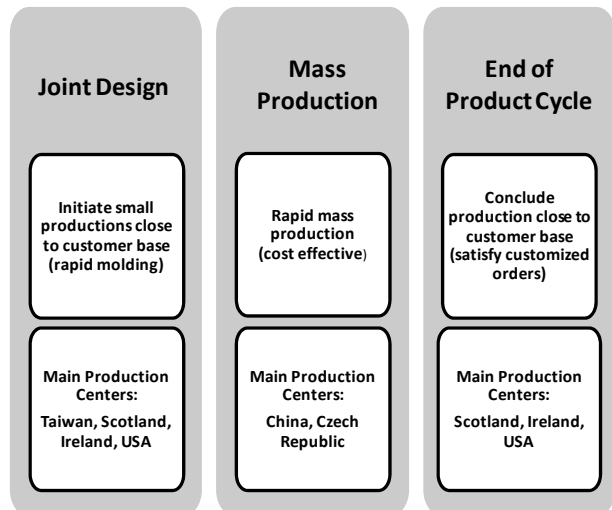 Joint Design
Initiate small
productions close
to customer base
(rapid molding)
Main Production
Centers:
Taiwan, Scotland,
Ireland, USA
Mass
Production
Rapid mass
production
(cost effective)
Main Production
Centers:
China, Czech
Republic
End of
Product Cycle
Conclude
production close to
customer base
(satisfy customized
orders)
Main Production
Centers:
Scotland, Ireland,
USA